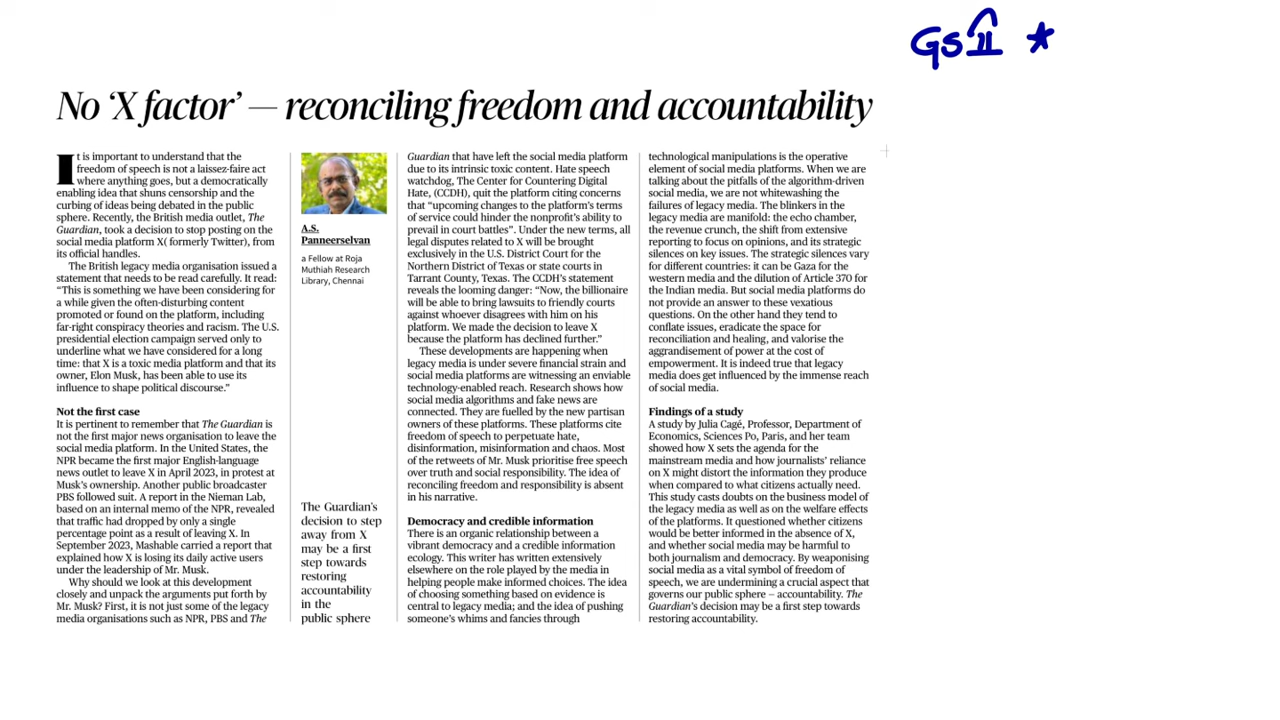 GS II ★
No ‘X factor’ — reconciling freedom and accountability
It is important to understand that the
freedom of speech is not a laissez-faire act
where anything goes, but a democratically
enabling idea that shuns censorship and the
curbing of ideas being debated in the public
sphere. Recently, the British media outlet, The
Guardian, took a decision to stop posting on the
social media platform X( formerly Twitter), from
its official handles.
The British legacy media organisation issued a
statement that needs to be read carefully. It read:
“This is something we have been considering for
a while given the often-disturbing content
promoted or found on the platform, including
far-right conspiracy theories and racism. The U.S.
presidential election campaign served only to
underline what we have considered for a long
time: that X is a toxic media platform and that its
owner, Elon Musk, has been able to use its
influence to shape political discourse.”
Not the first case
It is pertinent to remember that The Guardian is
not the first major news organisation to leave the
social media platform. In the United States, the
NPR became the first major English-language
news outlet to leave X in April 2023, in protest at
Musk’s ownership. Another public broadcaster
PBS followed suit. A report in the Nieman Lab,
based on an internal memo of the NPR, revealed
that traffic had dropped by only a single
percentage point as a result of leaving X. In
September 2023, Mashable carried a report that
explained how X is losing its daily active users
under the leadership of Mr. Musk.
Why should we look at this development
closely and unpack the arguments put forth by
Mr. Musk? First, it is not just some of the legacy
media organisations such as NPR, PBS and The
A.S.
Panneerselvan
a Fellow at Roja
Muthiah Research
Library, Chennai
The Guardian’s
decision to step
away from X
may be a first
step towards
restoring
accountability
in the
public sphere
Guardian that have left the social media platform
due to its intrinsic toxic content. Hate speech
watchdog, The Center for Countering Digital
Hate, (CCDH), quit the platform citing concerns
that “upcoming changes to the platform’s terms
of service could hinder the nonprofit’s ability to
prevail in court battles”. Under the new terms, all
legal disputes related to X will be brought
exclusively in the U.S. District Court for the
Northern District of Texas or state courts in
Tarrant County, Texas. The CCDH’s statement
reveals the looming danger: “Now, the billionaire
will be able to bring lawsuits to friendly courts
against whoever disagrees with him on his
platform. We made the decision to leave X
because the platform has declined further.”
These developments are happening when
legacy media is under severe financial strain and
social media platforms are witnessing an enviable
technology-enabled reach. Research shows how
social media algorithms and fake news are
connected. They are fuelled by the new partisan
owners of these platforms. These platforms cite
freedom of speech to perpetuate hate,
disinformation, misinformation and chaos. Most
of the retweets of Mr. Musk prioritise free speech
over truth and social responsibility. The idea of
reconciling freedom and responsibility is absent
in his narrative.
Democracy and credible information
There is an organic relationship between a
vibrant democracy and a credible information
ecology. This writer has written extensively
elsewhere on the role played by the media in
helping people make informed choices. The idea
of choosing something based on evidence is
central to legacy media; and the idea of pushing
someone’s whims and fancies through
technological manipulations is the operative
element of social media platforms. When we are
talking about the pitfalls of the algorithm-driven
social media, we are not whitewashing the
failures of legacy media. The blinkers in the
legacy media are manifold: the echo chamber,
the revenue crunch, the shift from extensive
reporting to focus on opinions, and its strategic
silences on key issues. The strategic silences vary
for different countries: it can be Gaza for the
western media and the dilution of Article 370 for
the Indian media. But social media platforms do
not provide an answer to these vexatious
questions. On the other hand they tend to
conflate issues, eradicate the space for
reconciliation and healing, and valorise the
aggrandisement of power at the cost of
empowerment. It is indeed true that legacy
media does get influenced by the immense reach
of social media.
Findings of a study
A study by Julia Cagé, Professor, Department of
Economics, Sciences Po, Paris, and her team
showed how X sets the agenda for the
mainstream media and how journalists’ reliance
on X might distort the information they produce
when compared to what citizens actually need.
This study casts doubts on the business model of
the legacy media as well as on the welfare effects
of the platforms. It questioned whether citizens
would be better informed in the absence of X,
and whether social media may be harmful to
both journalism and democracy. By weaponising
social media as a vital symbol of freedom of
speech, we are undermining a crucial aspect that
governs our public sphere — accountability. The
Guardian’s decision may be a first step towards
restoring accountability.